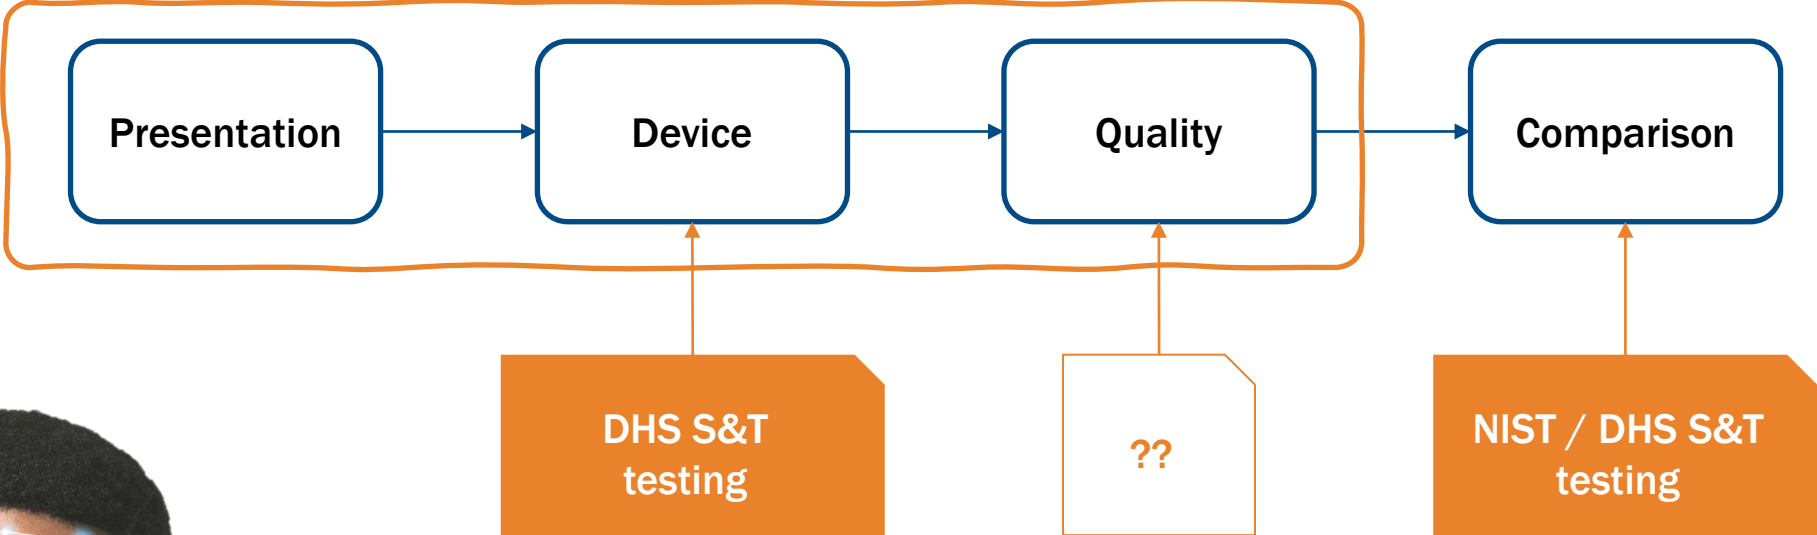 Presentation
Device
Quality
Comparison
DHS S&T
testing
??
NIST / DHS S&T
testing